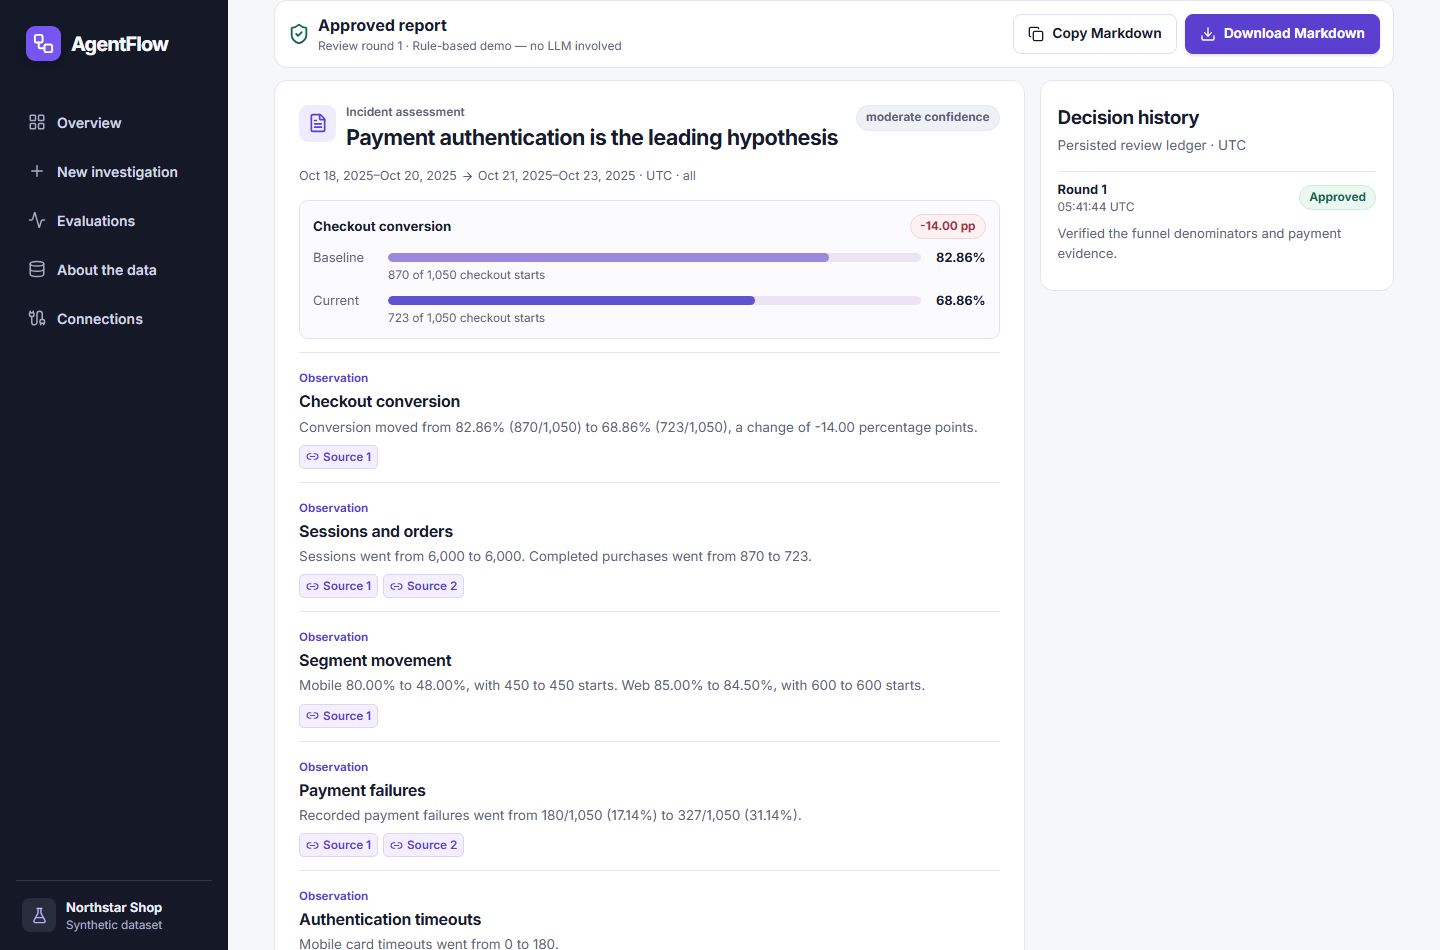 AgentFlow
Overview
New investigation
Evaluations
About the data
Connections
Northstar Shop
Synthetic dataset
Approved report
Review round 1 · Rule-based demo — no LLM involved
Copy Markdown
Download Markdown
Incident assessment
Payment authentication is the leading hypothesis
moderate confidence
Oct 18, 2025–Oct 20, 2025 → Oct 21, 2025–Oct 23, 2025 · UTC · all
Checkout conversion
-14.00 pp
Baseline
82.86%
870 of 1,050 checkout starts
Current
68.86%
723 of 1,050 checkout starts
Observation
Checkout conversion
Conversion moved from 82.86% (870/1,050) to 68.86% (723/1,050), a change of -14.00 percentage points.
Source 1
Observation
Sessions and orders
Sessions went from 6,000 to 6,000. Completed purchases went from 870 to 723.
Source 1
Source 2
Observation
Segment movement
Mobile 80.00% to 48.00%, with 450 to 450 starts. Web 85.00% to 84.50%, with 600 to 600 starts.
Source 1
Observation
Payment failures
Recorded payment failures went from 180/1,050 (17.14%) to 327/1,050 (31.14%).
Source 1
Source 2
Observation
Authentication timeouts
Mobile card timeouts went from 0 to 180.
Decision history
Persisted review ledger · UTC
Round 1
05:41:44 UTC
Approved
Verified the funnel denominators and payment
evidence.